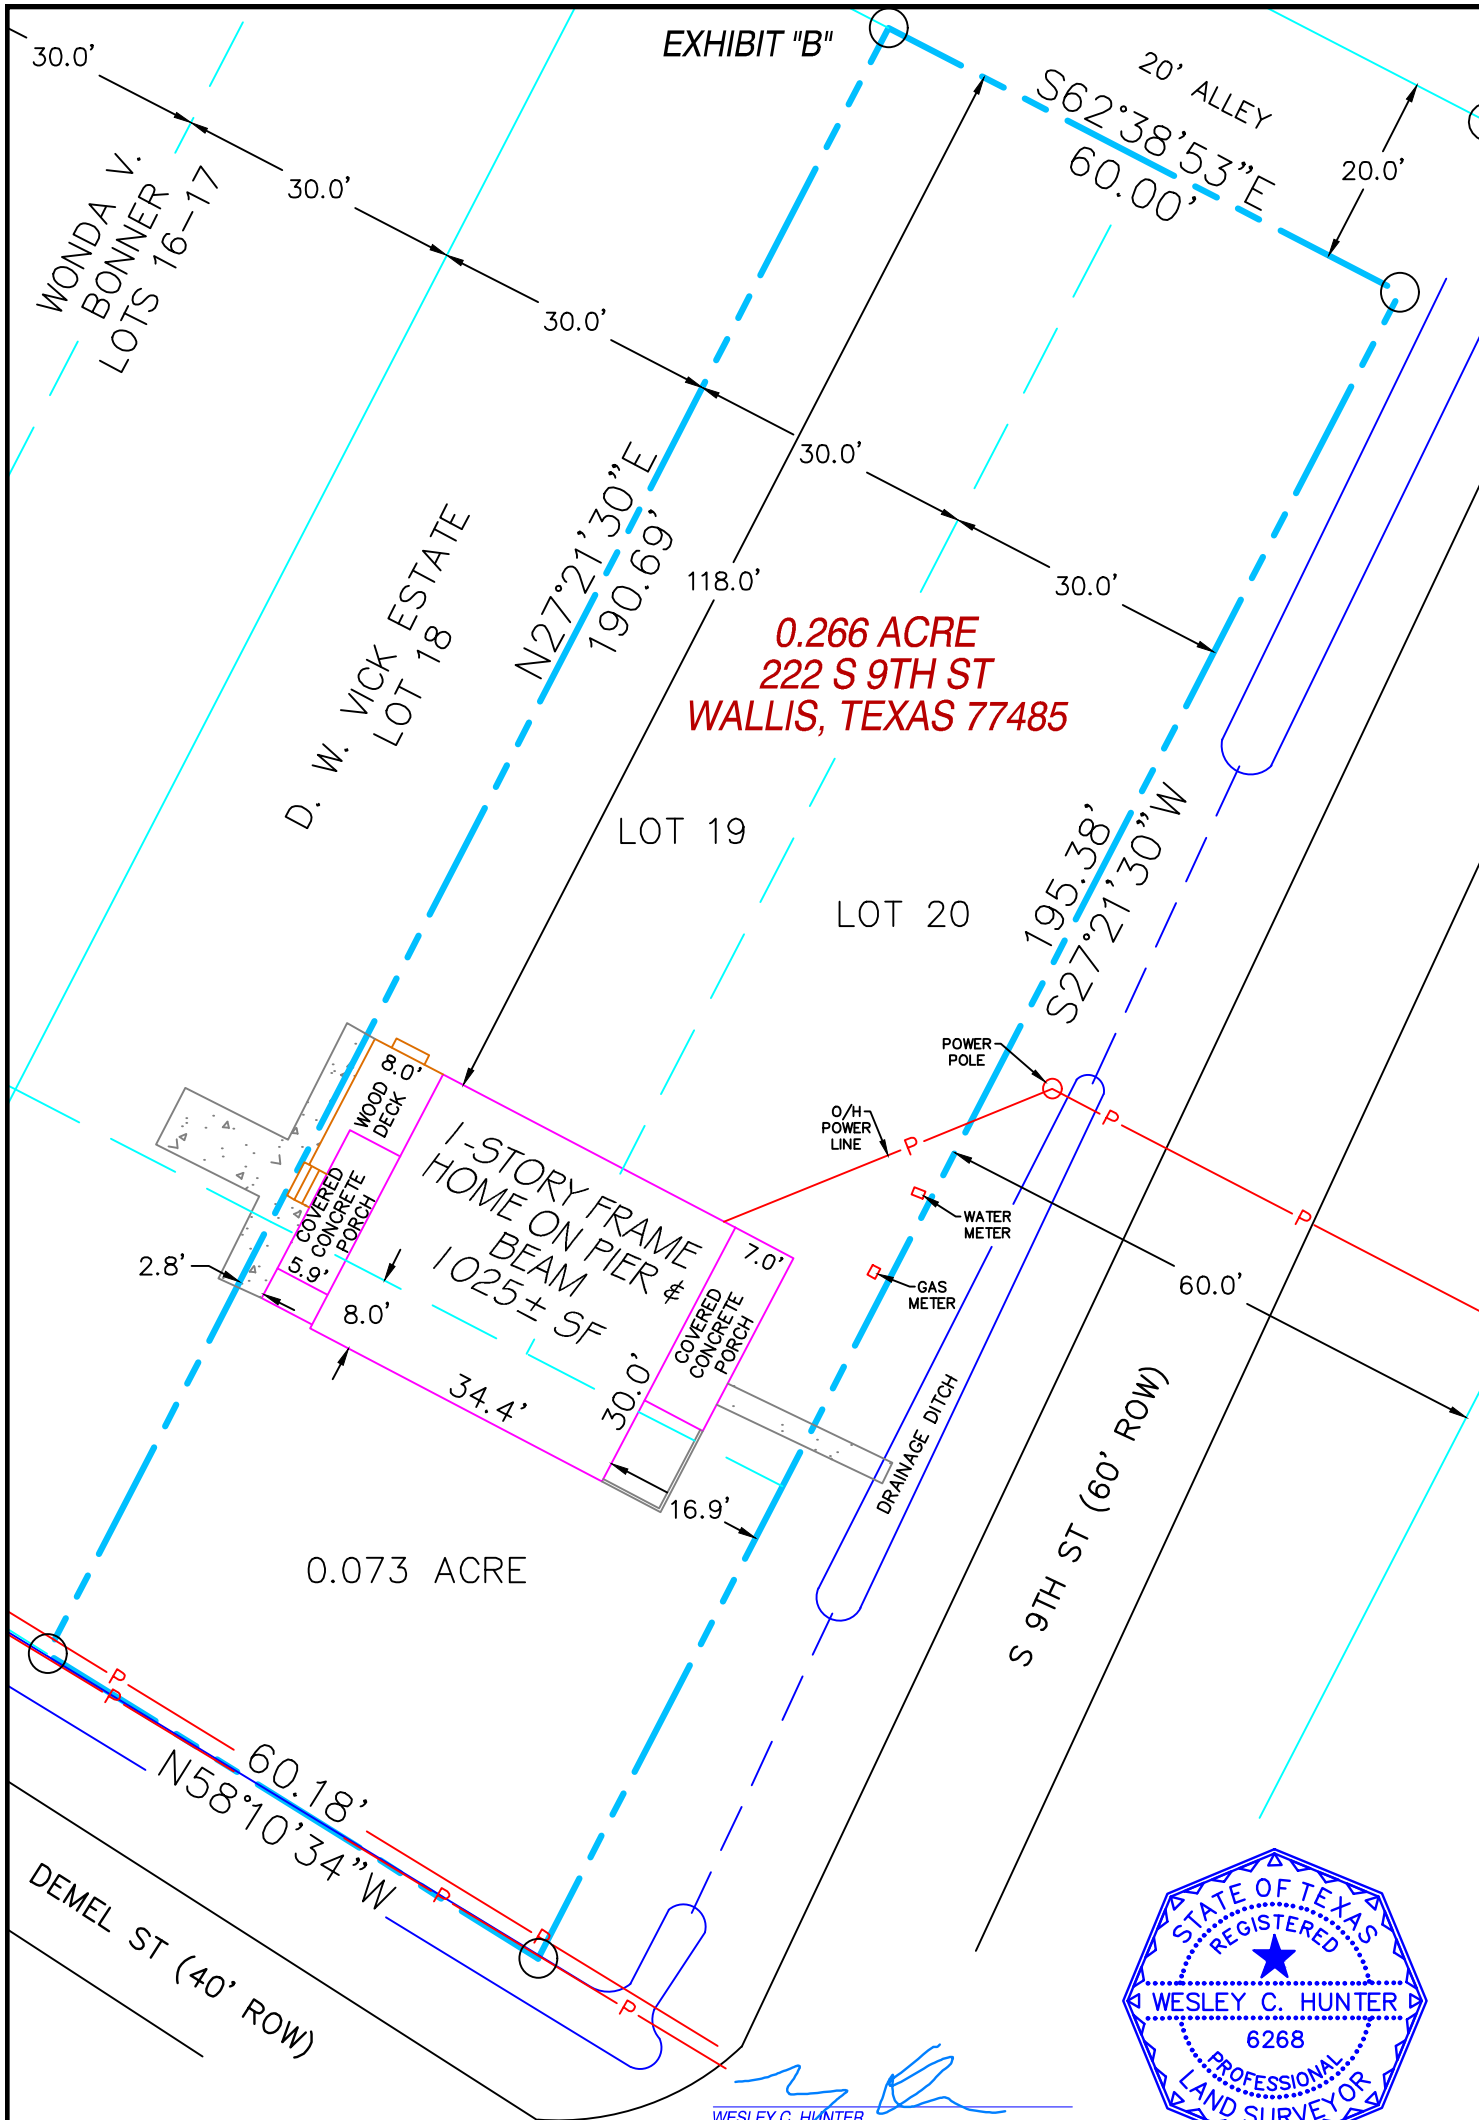 EXHIBIT "B"
30.0'
20' ALLEY
S62°38'53"E
60.00'
20.0'
30.0'
WONDA V.
BONNER
LOTS 16-17
30.0'
30.0'
30.0'
N27°21'30"E
190.69'
118.0'
D. W. VICK ESTATE
LOT 18
0.266 ACRE
222 S 9TH ST
WALLIS, TEXAS 77485
LOT 19
LOT 20
195.38'
S27°21'30"W
POWER
POLE
O/H
POWER
LINE
P
P
P
WATER
METER
GAS
METER
60.0'
8.0'
WOOD
DECK
COVERED
CONCRETE
PORCH
5.9'
2.8'
8.0'
1-STORY FRAME
HOME ON PIER &
BEAM
1025± SF
7.0'
COVERED
CONCRETE
PORCH
30.0'
34.4'
16.9'
DRAINAGE DITCH
S 9TH ST (60' ROW)
0.073 ACRE
P
P
60.18'
N58°10'34"W
P
P
P
DEMEL ST (40' ROW)
STATE OF TEXAS
REGISTERED
WESLEY C. HUNTER
6268
PROFESSIONAL
LAND SURVEYOR
WESLEY C. HUNTER